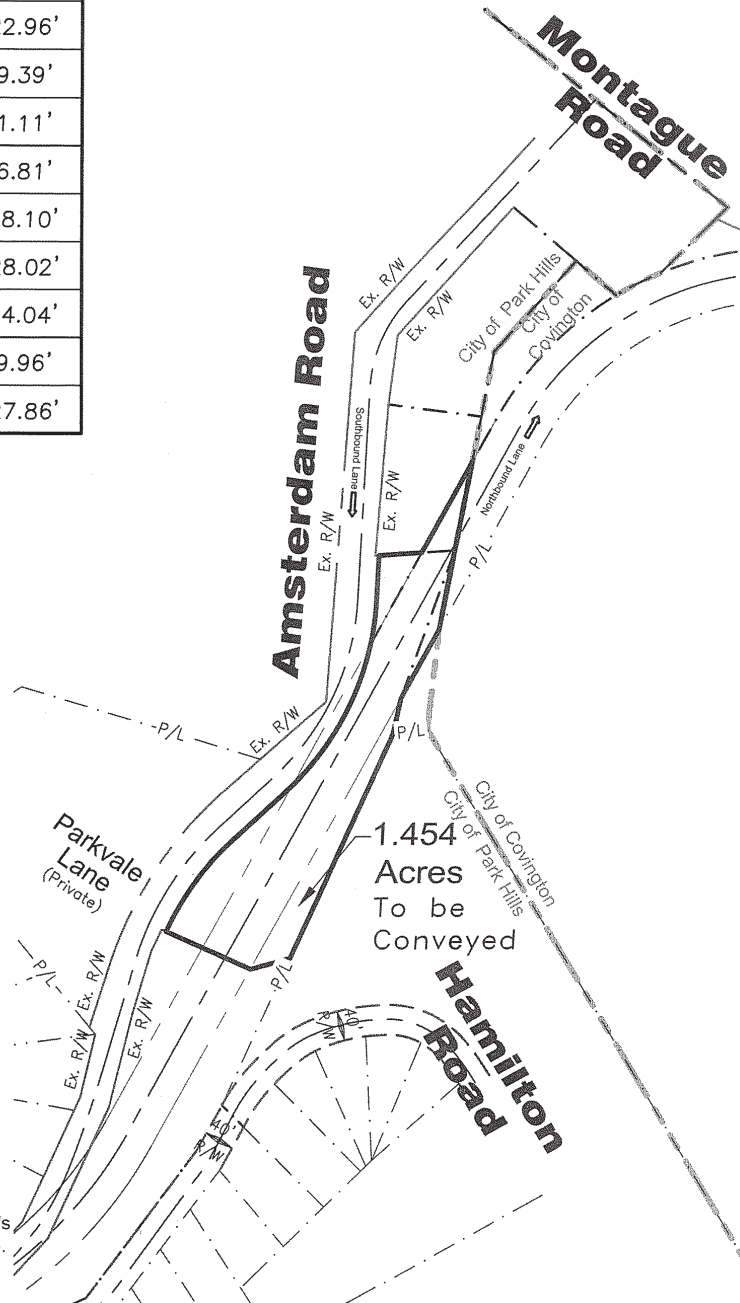 2.96'
9.39'
1.11'
6.81'
8.10'
28.02'
4.04'
9.96'
27.86'
Montague
Road
Ex. R/W
Ex. R/W
City of Park Hills
City of
Covington
Amsterdam Road
Southbound Lane
Ex. R/W
Ex. R/W
Northbound Lane
P/L
P/L
Ex. R/W
P/L
City of Covington
City of Park Hills
Parkvale
Lane
(Private)
1.454
Acres
To be
Conveyed
P/L
P/L
Ex. R/W
Ex. R/W
Ex. R/W
Hamilton
Road
40'
R/W
40'
R/W
's